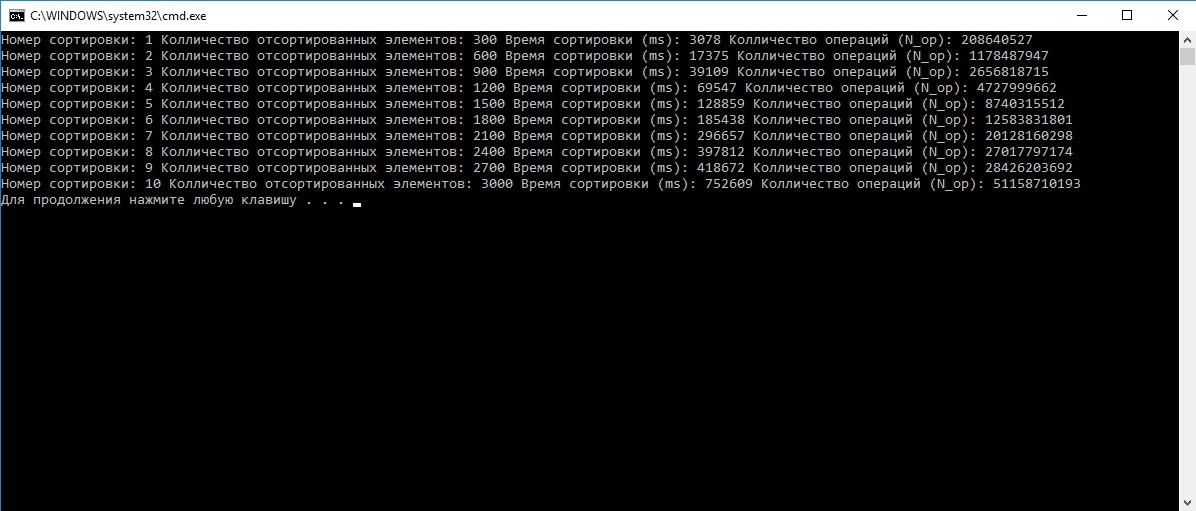 C:\WINDOWS\system32\cmd.exe
Номер сортировки: 1 Колличество отсортированных элементов: 300 Время сортировки (ms): 3078 Колличество операций (N_op): 208640527
Номер сортировки: 2 Колличество отсортированных элементов: 600 Время сортировки (ms): 17375 Колличество операций (N_op): 1178487947
Номер сортировки: 3 Колличество отсортированных элементов: 900 Время сортировки (ms): 39109 Колличество операций (N_op): 2656818715
Номер сортировки: 4 Колличество отсортированных элементов: 1200 Время сортировки (ms): 69547 Колличество операций (N_op): 4727999662
Номер сортировки: 5 Колличество отсортированных элементов: 1500 Время сортировки (ms): 128859 Колличество операций (N_op): 8740315512
Номер сортировки: 6 Колличество отсортированных элементов: 1800 Время сортировки (ms): 185438 Колличество операций (N_op): 12583831801
Номер сортировки: 7 Колличество отсортированных элементов: 2100 Время сортировки (ms): 296657 Колличество операций (N_op): 20128160298
Номер сортировки: 8 Колличество отсортированных элементов: 2400 Время сортировки (ms): 397812 Колличество операций (N_op): 27017797174
Номер сортировки: 9 Колличество отсортированных элементов: 2700 Время сортировки (ms): 418672 Колличество операций (N_op): 28426203692
Номер сортировки: 10 Колличество отсортированных элементов: 3000 Время сортировки (ms): 752609 Колличество операций (N_op): 51158710193
Для продолжения нажмите любую клавишу . . .